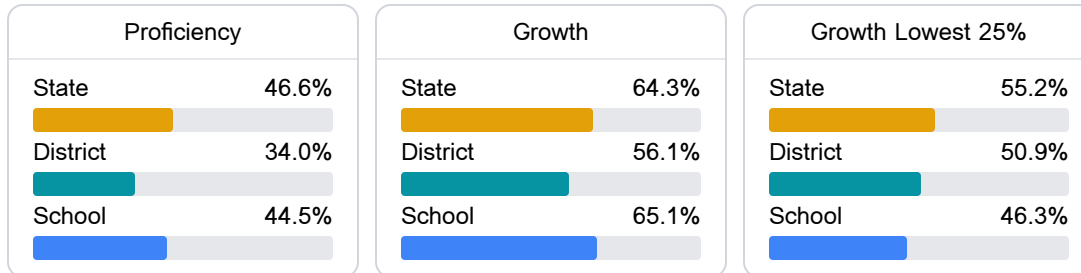 Proficiency
State 46.6%
District 34.0%
School 44.5%
Growth
State 64.3%
District 56.1%
School 65.1%
Growth Lowest 25%
State 55.2%
District 50.9%
School 46.3%